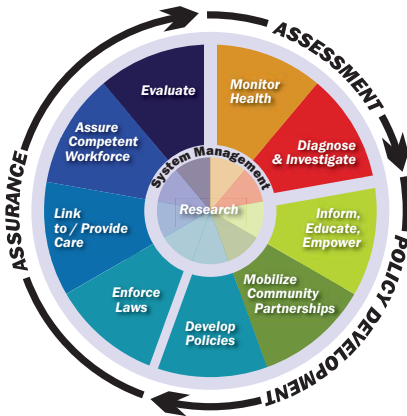 ASSESSMENT
Monitor
Health
Diagnose
& Investigate
POLICY DEVELOPMENT
Inform,
Educate,
Empower
Mobilize
Community
Partnerships
Develop
Policies
ASSURANCE
Enforce
Laws
Link
to / Provide
Care
Assure
Competent
Workforce
Evaluate
System Management
Research